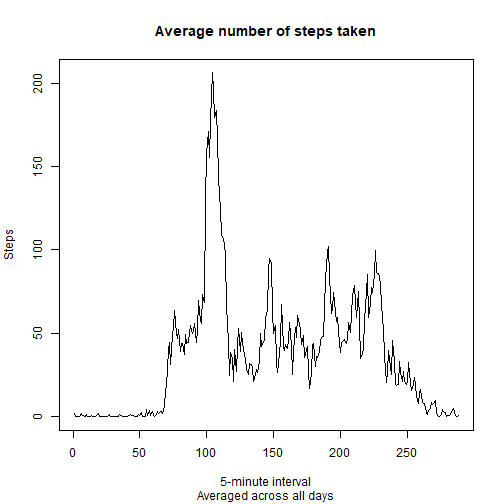 Average number of steps taken
200
150
100
50
0
Steps
0 50 100 150 200 250
5-minute interval
Averaged across all days